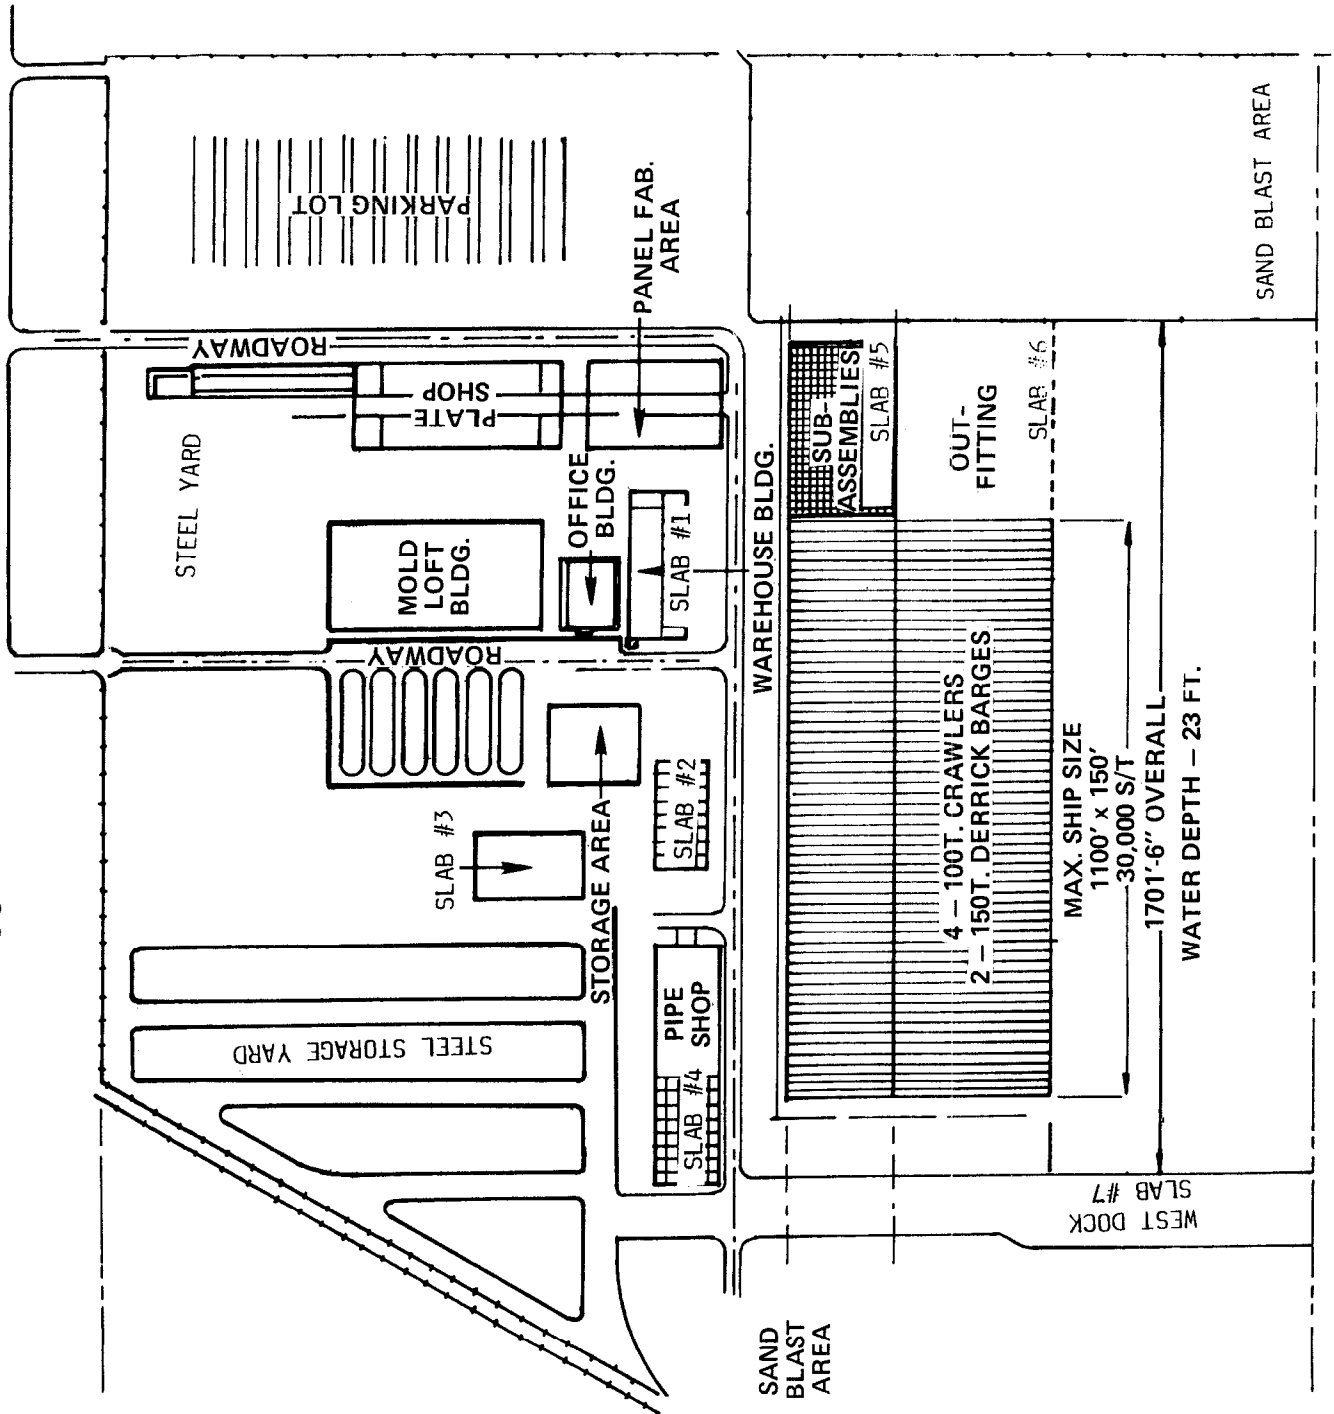 STEEL YARD
ROADWAY
PARKING LOT
PLATE
SHOP
PANEL FAB.
AREA
MOLD
LOFT
BLDG.
OFFICE
BLDG.
SLAB #1
ROADWAY
SLAB #3
STORAGE AREA
SLAB #2
STEEL STORAGE YARD
PIPE
SHOP
SLAB #4
WAREHOUSE BLDG.
SUB-
ASSEMBLIES
SLAB #5
OUT-
FITTING
SLAB #6
SAND BLAST AREA
4 – 100T. CRAWLERS
2 – 150T. DERRICK BARGES
MAX. SHIP SIZE
1100' x 150'
30,000 S/T
1701'-6" OVERALL
WATER DEPTH – 23 FT.
WEST DOCK
SLAB #7
SAND
BLAST
AREA